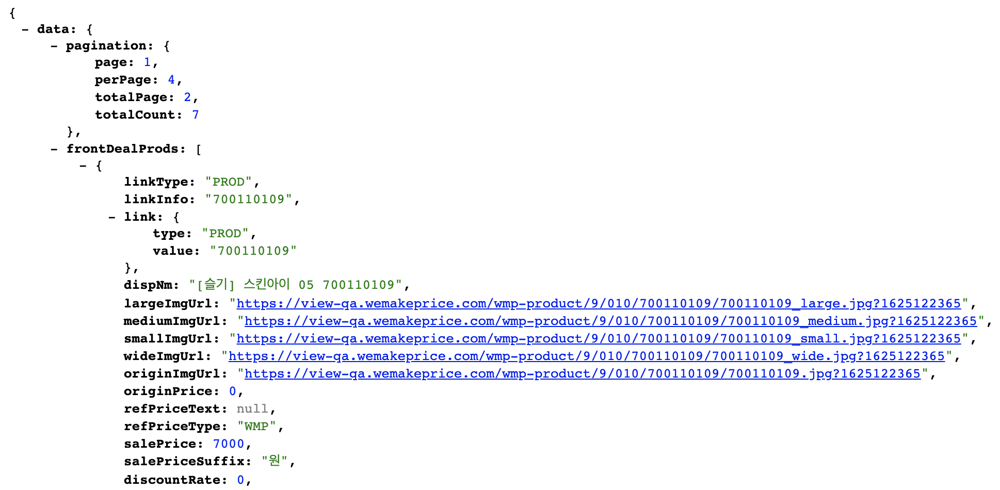 {
- data: {
- pagination: {
page: 1,
perPage: 4,
totalPage: 2,
totalCount: 7
},
- frontDealProds: [
- {
linkType: "PROD",
linkInfo: "700110109",
- link: {
type: "PROD",
value: "700110109"
},
dispNm: "[슬기] 스킨아이 05 700110109",
largeImgUrl: "https://view-qa.wemakeprice.com/wmp-product/9/010/700110109/700110109_large.jpg?1625122365",
mediumImgUrl: "https://view-qa.wemakeprice.com/wmp-product/9/010/700110109/700110109_medium.jpg?1625122365",
smallImgUrl: "https://view-qa.wemakeprice.com/wmp-product/9/010/700110109/700110109_small.jpg?1625122365",
wideImgUrl: "https://view-qa.wemakeprice.com/wmp-product/9/010/700110109/700110109_wide.jpg?1625122365",
originImgUrl: "https://view-qa.wemakeprice.com/wmp-product/9/010/700110109/700110109.jpg?1625122365",
originPrice: 0,
refPriceText: null,
refPriceType: "WMP",
salePrice: 7000,
salePriceSuffix: "원",
discountRate: 0,